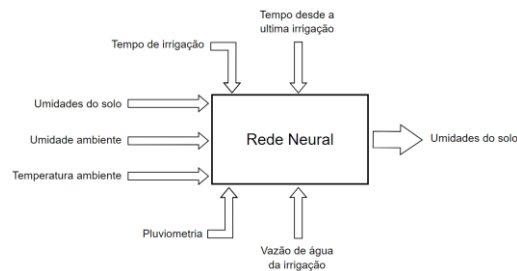 Tempo desde a
ultima irrigação
Tempo de irrigação
Umidades do solo
Umidade ambiente
Rede Neural
Umidades do solo
Temperatura ambiente
Pluviometria
Vazão de água
da irrigação